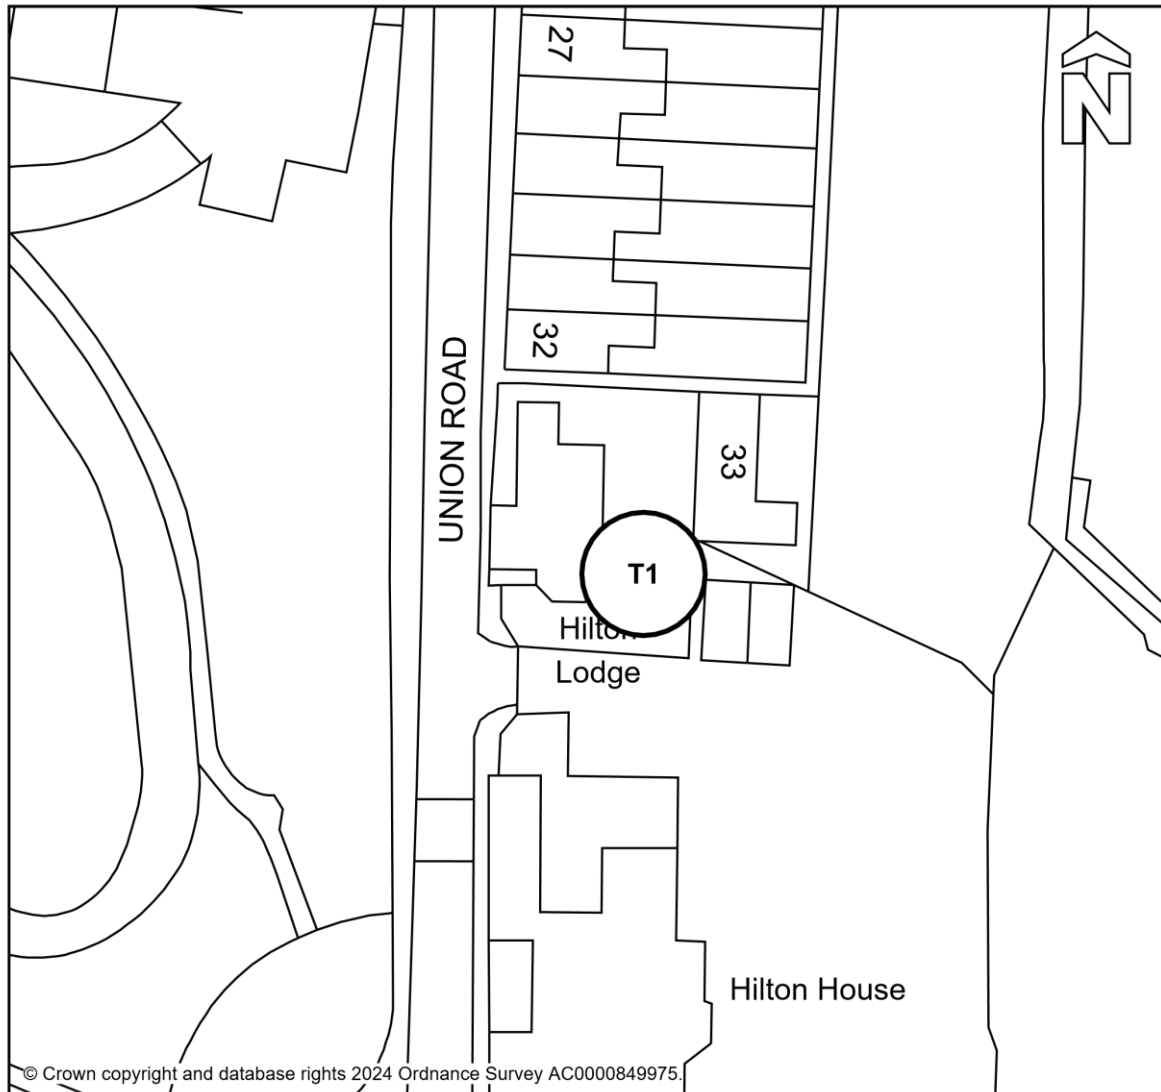 27
N
32
UNION ROAD
33
T1
Hilton
Lodge
Hilton House
© Crown copyright and database rights 2024 Ordnance Survey AC0000849975.